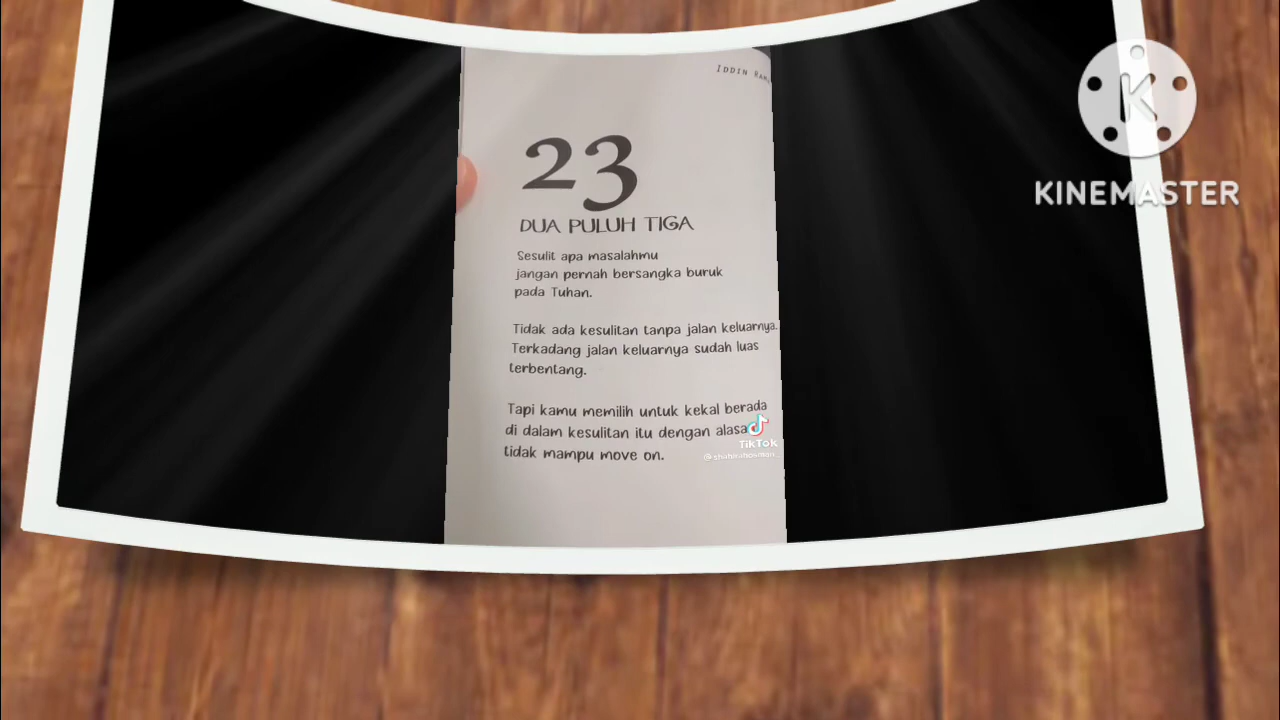 IDDIN
23
DUA PULUH TIGA
Sesulit apa masalahmu
jangan pernah bersangka buruk
pada Tuhan.
Tidak ada kesulitan tanpa jalan keluarnya.
Terkadang jalan keluarnya sudah luas
terbentang.
Tapi kamu memilih untuk kekal berada
di dalam kesulitan itu dengan alasa
tidak mampu move on.
TikTok
KINEMASTER